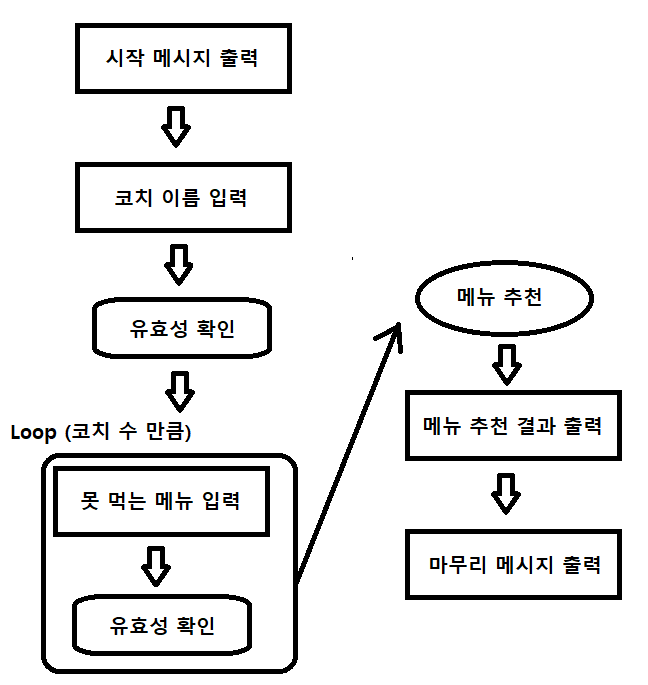 시작 메시지 출력
코치 이름 입력
유효성 확인
Loop (코치 수 만큼)
못 먹는 메뉴 입력
유효성 확인
메뉴 추천
메뉴 추천 결과 출력
마무리 메시지 출력